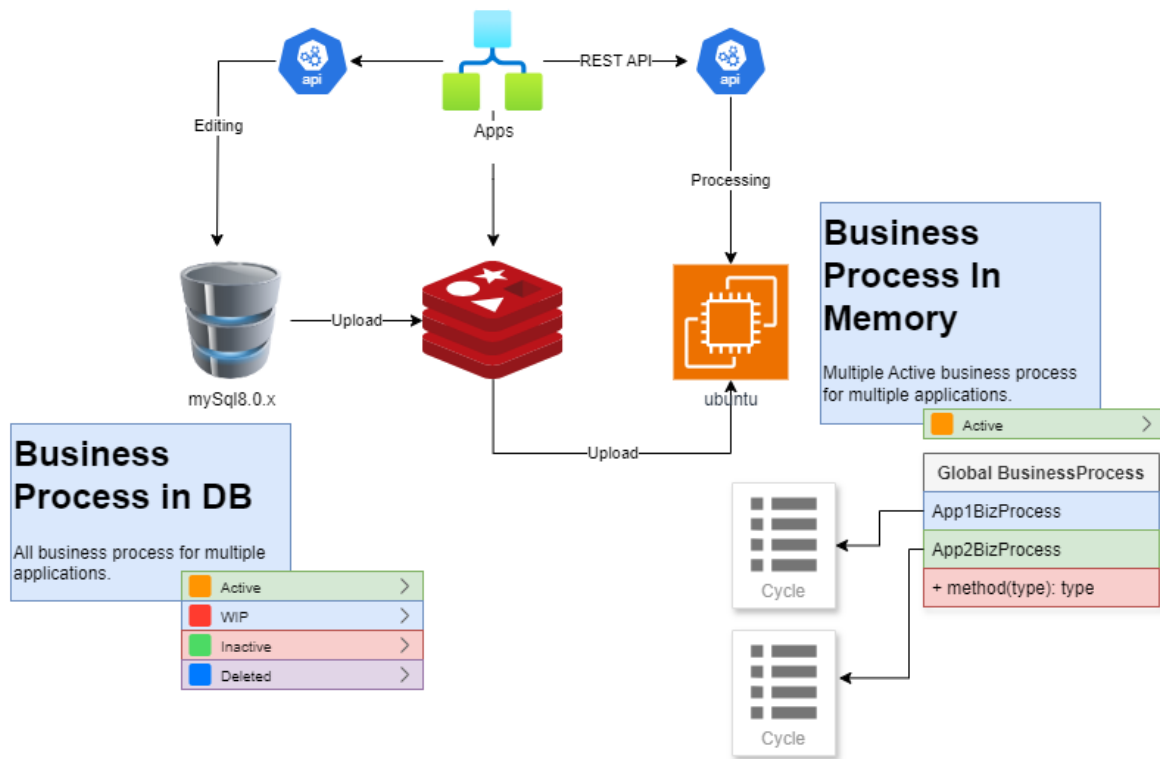 api
REST API
api
Apps
Editing
Processing
Upload
mySql8.0.x
ubuntu
Upload
Business
Process In
Memory
Multiple Active business process
for multiple applications.
Active
Business
Process in DB
All business process for multiple
applications.
Active
WIP
Inactive
Deleted
Global BusinessProcess
App1BizProcess
App2BizProcess
+ method(type): type
Cycle
Cycle